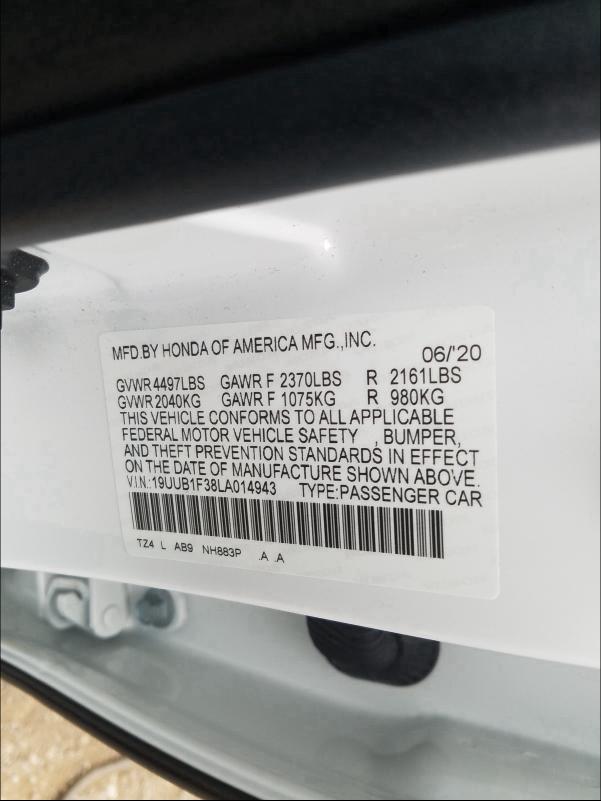 MFD.BY HONDA OF AMERICA MFG.,INC.
06/'20
GVWR 4497LBS GAWR F 2370LBS R 2161LBS
GVWR 2040KG GAWR F 1075KG R 980KG
THIS VEHICLE CONFORMS TO ALL APPLICABLE
FEDERAL MOTOR VEHICLE SAFETY , BUMPER,
AND THEFT PREVENTION STANDARDS IN EFFECT
ON THE DATE OF MANUFACTURE SHOWN ABOVE.
V.I.N.:19UUB1F38LA014943 TYPE:PASSENGER CAR
TZ4 L AB9 NH883P .A .A